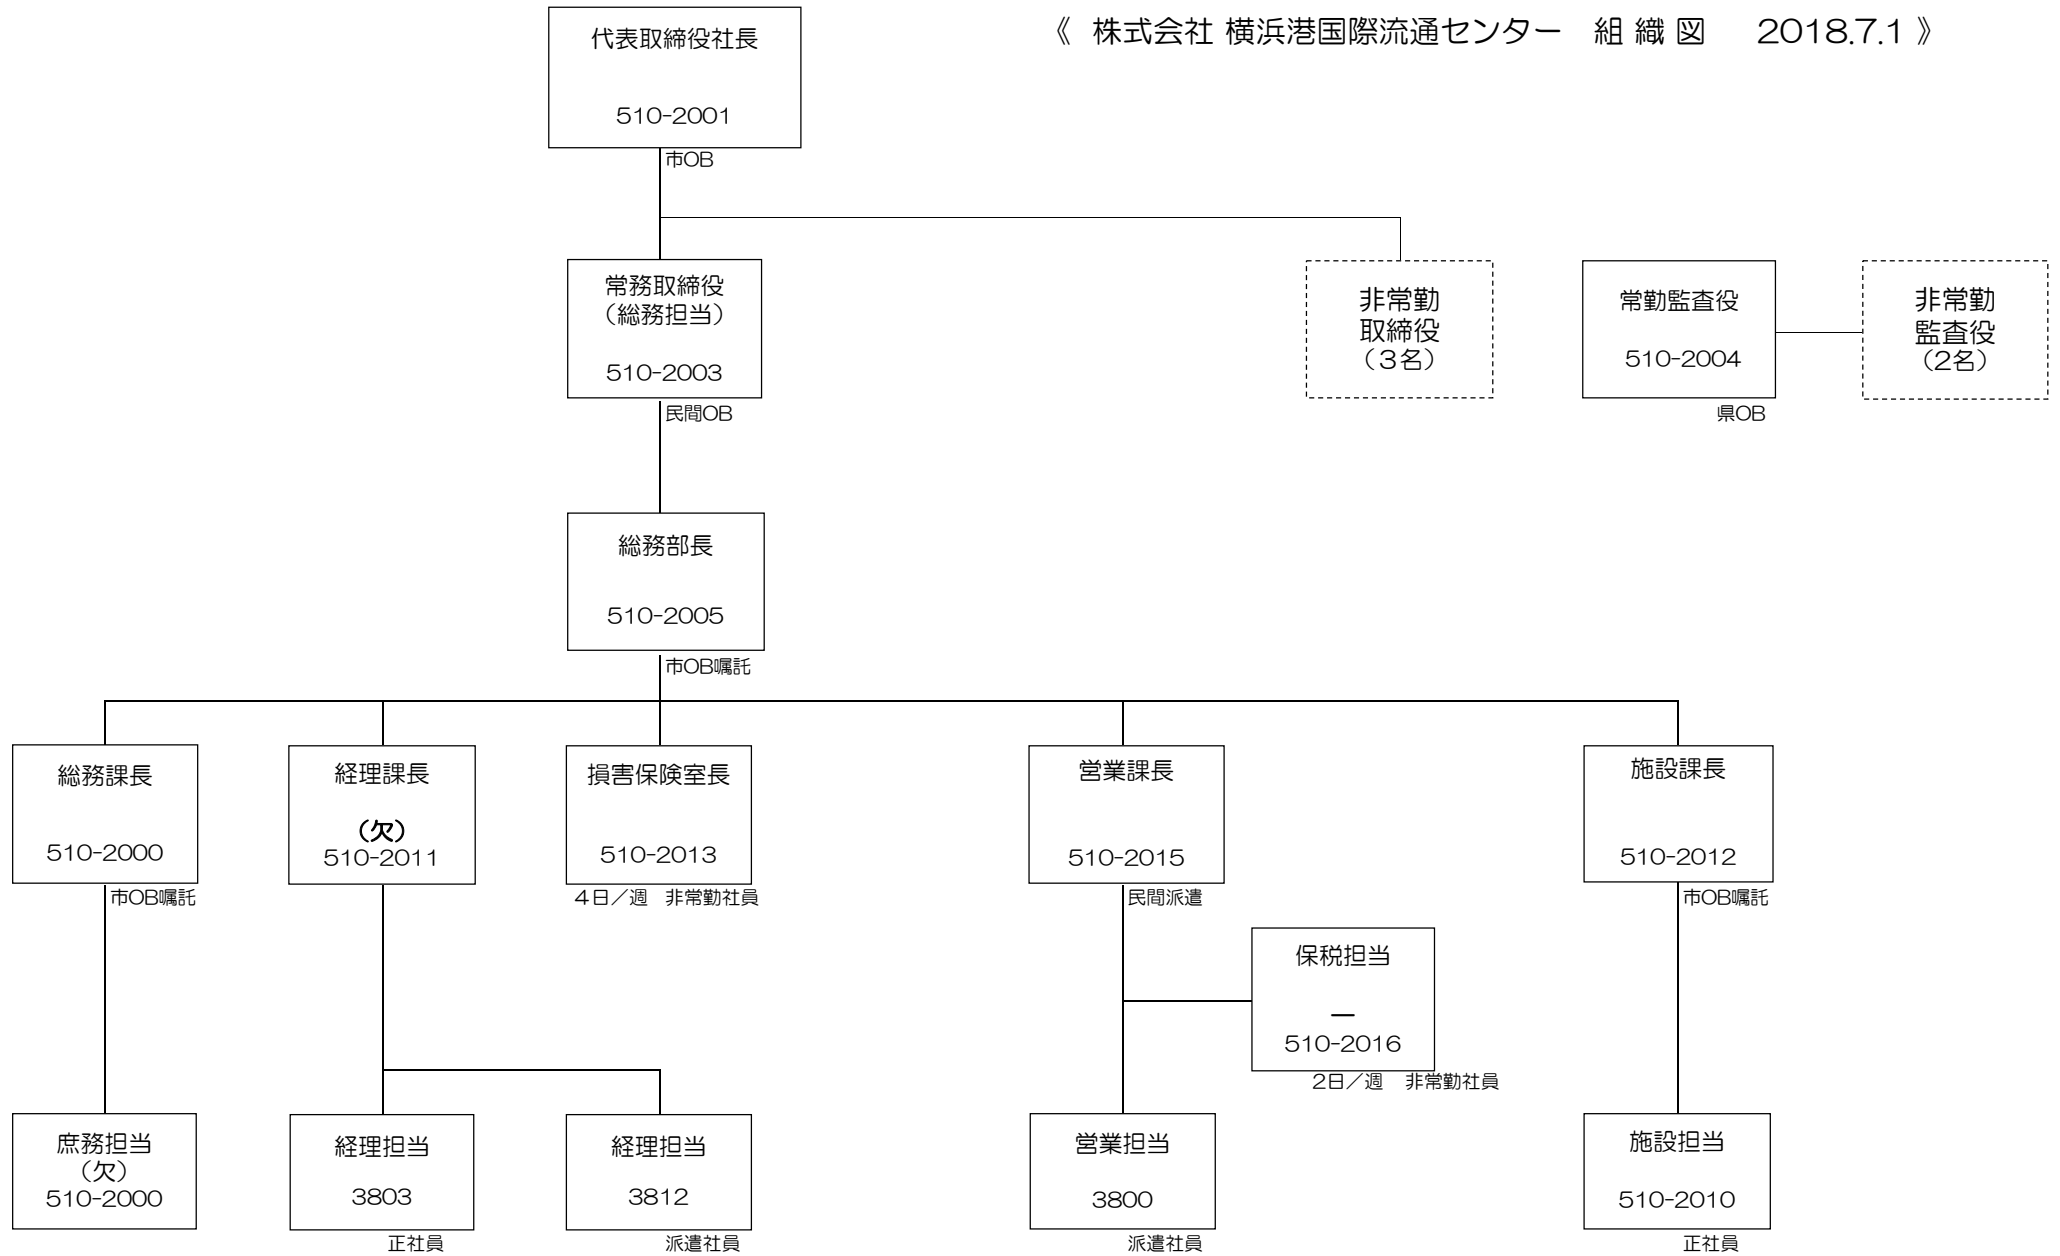 《 株式会社 横浜港国際流通センター 組 織 図 2018.7.1 》
代表取締役社長
510-2001
市OB
常務取締役
（総務担当）
510-2003
民間OB
非常勤
取締役
（３名）
常勤監査役
510-2004
県OB
非常勤
監査役
（2名）
総務部長
510-2005
市OB嘱託
総務課長
510-2000
市OB嘱託
経理課長
（欠）
510-2011
損害保険室長
510-2013
４日／週 非常勤社員
営業課長
510-2015
民間派遣
施設課長
510-2012
市OB嘱託
保税担当
―
510-2016
2日／週 非常勤社員
庶務担当
（欠）
510-2000
経理担当
3803
正社員
経理担当
3812
派遣社員
営業担当
3800
派遣社員
施設担当
510-2010
正社員